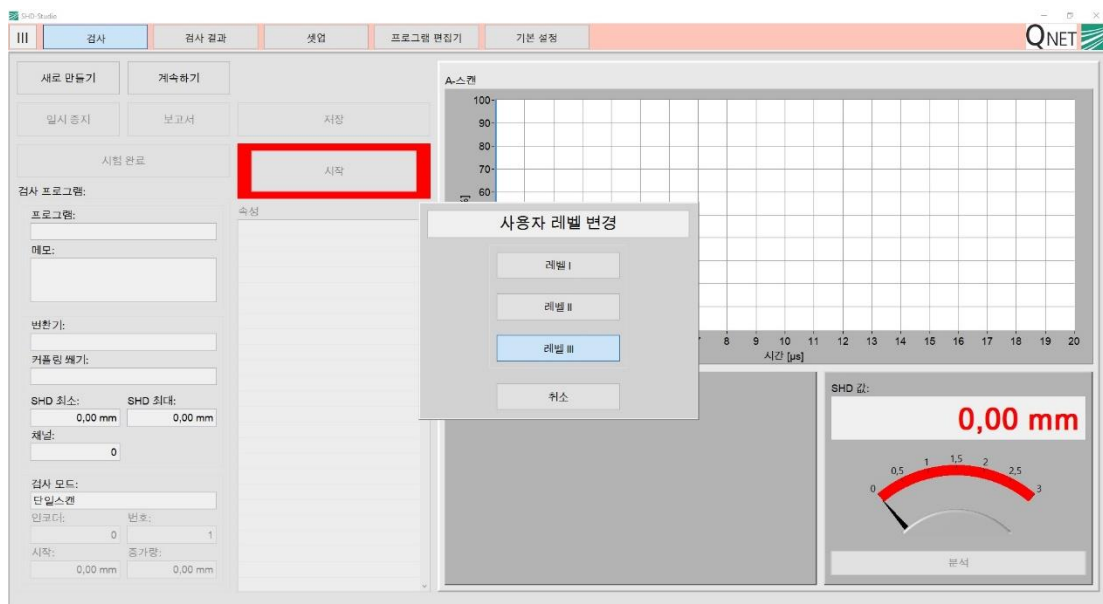 SHD-Studio
III 검사 검사 결과 셋업 프로그램 편집기 기본 설정 QNET
새로 만들기 계속하기
일시 중지 보고서 저장
시험 완료 시작
검사 프로그램:
프로그램:
메모:
변환기:
커플링 쐐기:
SHD 최소: SHD 최대:
0,00 mm 0,00 mm
채널:
0
검사 모드:
단일스캔
인코더: 번호:
0 1
시작: 증가량:
0,00 mm 0,00 mm
속성
A-스캔
100
90
80
70
60
사용자 레벨 변경
레벨 I
레벨 II
레벨 III
취소
8 9 10 11 12 13 14 15 16 17 18 19 20
시간 [µs]
SHD 값:
0,00 mm
0 0,5 1 1,5 2 2,5 3
분석